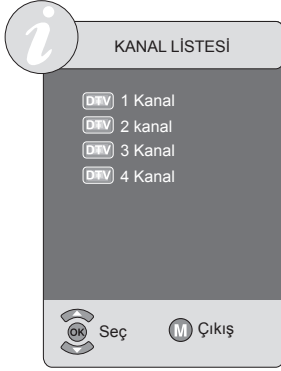 i
KANAL LİSTESİ
DTV 1 Kanal
DTV 2 kanal
DTV 3 Kanal
DTV 4 Kanal
OK Seç M Çıkış